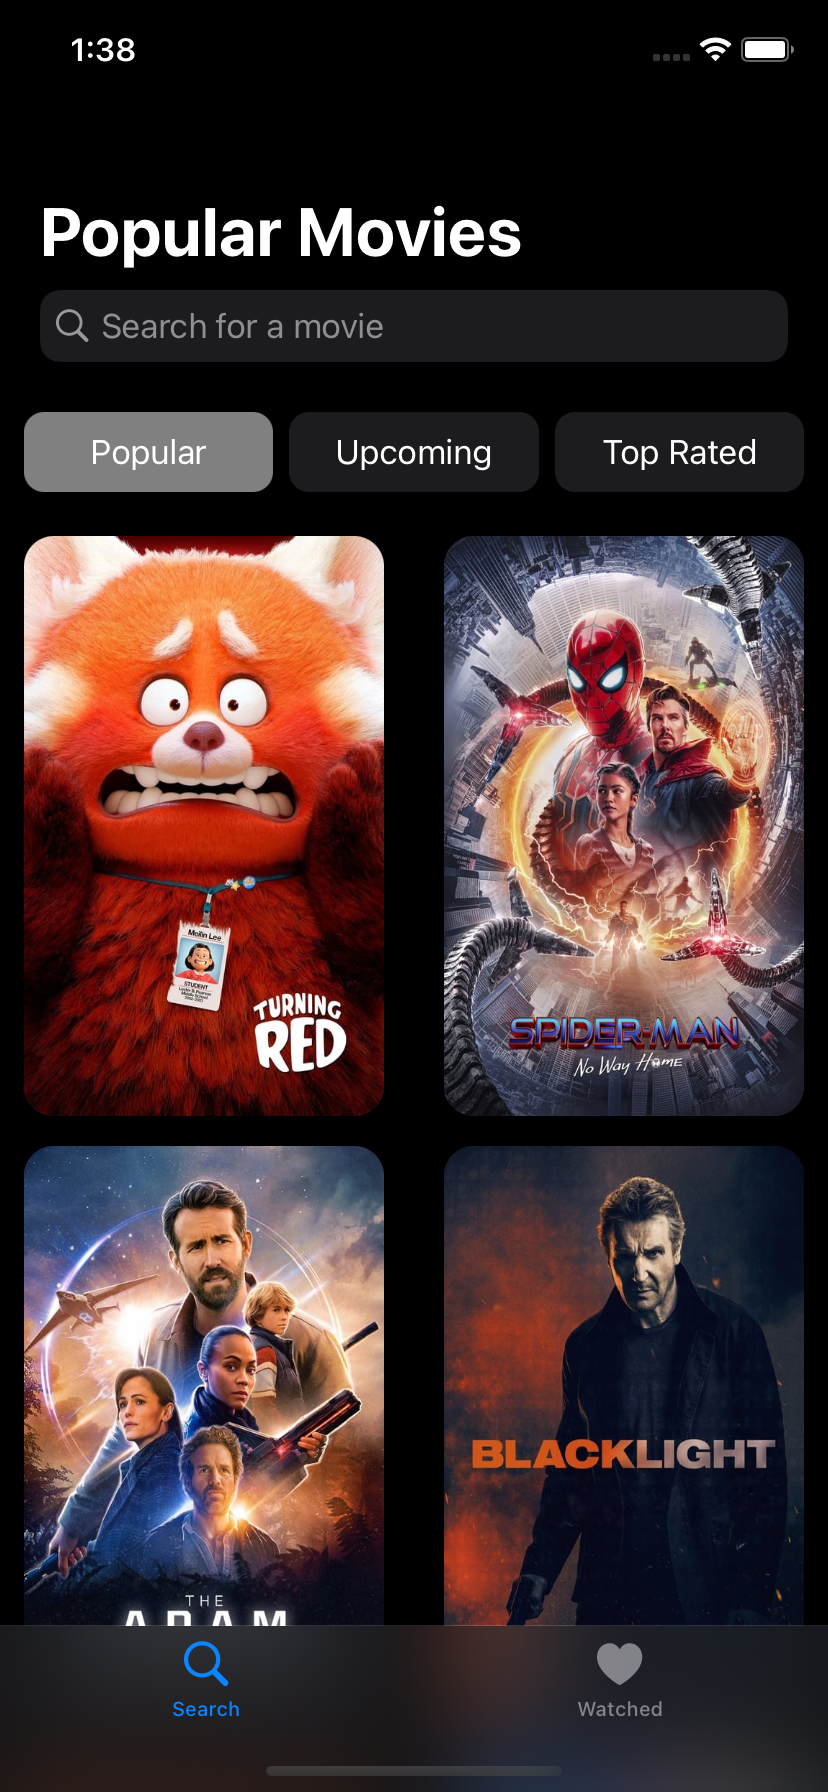 1:38
Popular Movies
Search for a movie
Popular
Upcoming
Top Rated
Meilin Lee
STUDENT
TURNING
RED
SPIDER-MAN
No Way Home
BLACKLIGHT
THE
ADAM
Search
Watched